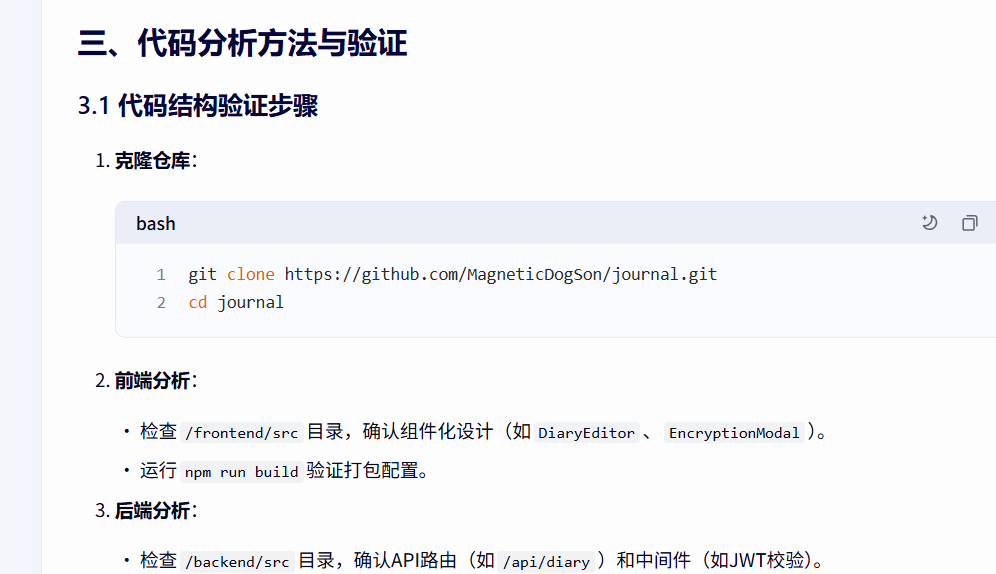 三、代码分析方法与验证
3.1 代码结构验证步骤
1. 克隆仓库：
bash
1 git clone https://github.com/MagneticDogSon/journal.git
2 cd journal
2. 前端分析：
• 检查 /frontend/src 目录，确认组件化设计（如 DiaryEditor 、 EncryptionModal ）。
• 运行 npm run build 验证打包配置。
3. 后端分析：
• 检查 /backend/src 目录，确认API路由（如 /api/diary ）和中间件（如JWT校验）。